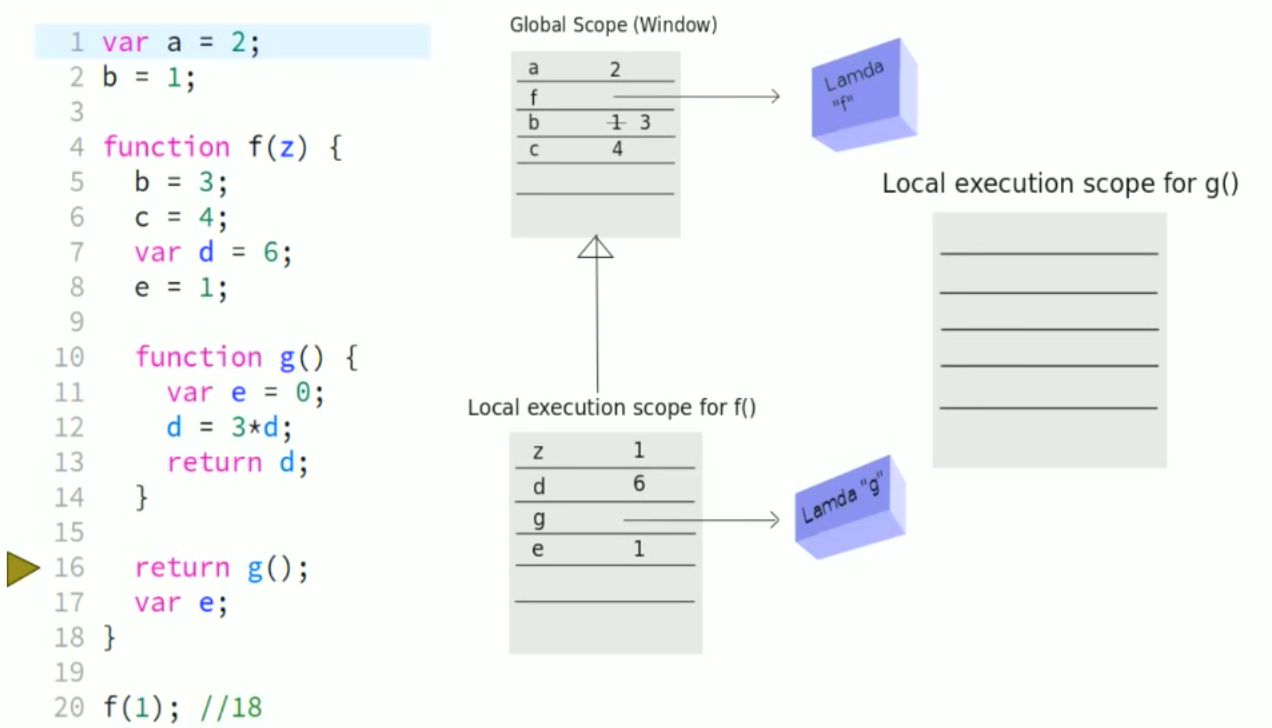 1 var a = 2;
2 b = 1;
3
4 function f(z) {
5 b = 3;
6 c = 4;
7 var d = 6;
8 e = 1;
9
10 function g() {
11 var e = 0;
12 d = 3*d;
13 return d;
14 }
15
16 return g();
17 var e;
18 }
19
20 f(1); //18
Global Scope (Window)
a 2
f
b 1 3
c 4
Lamda
"f"
Local execution scope for g()
Local execution scope for f()
z 1
d 6
g
e 1
Lamda "g"